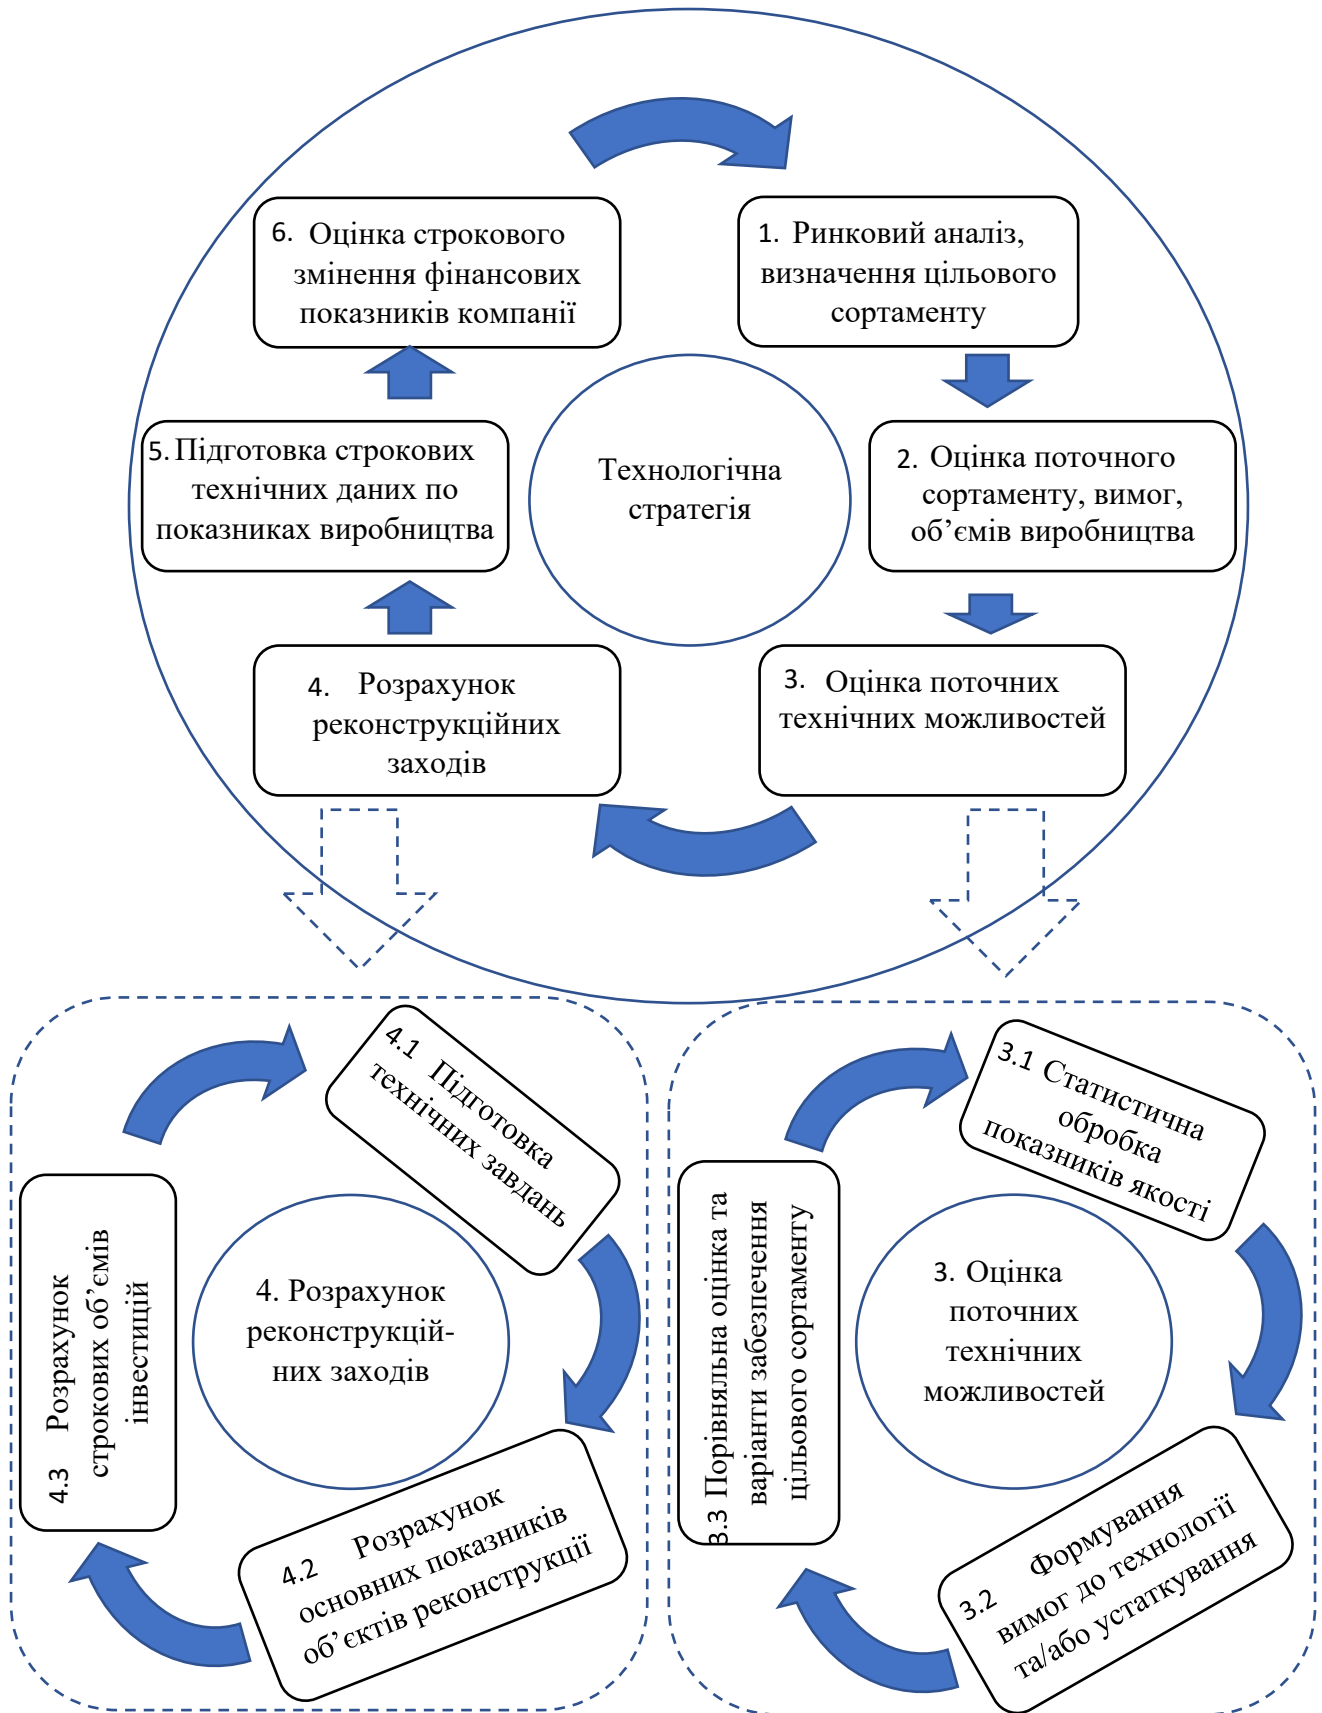 6. Оцінка строкового
змінення фінансових
показників компанії
1. Ринковий аналіз,
визначення цільового
сортаменту
5. Підготовка строкових
технічних даних по
показниках виробництва
Технологічна
стратегія
2. Оцінка поточного
сортаменту, вимог,
об’ємів виробництва
4. Розрахунок
реконструкційних
заходів
3. Оцінка поточних
технічних можливостей
4.1 Підготовка
технічних завдань
4. Розрахунок
реконструкцій-
них заходів
4.3 Розрахунок
строкових об’ємів
інвестицій
4.2 Розрахунок
основних показників
об’єктів реконструкції
3.1 Статистична
обробка
показників якості
3. Оцінка
поточних
технічних
можливостей
3.3 Порівняльна оцінка та
варіанти забезпечення
цільового сортаменту
3.2 Формування
вимог до технології
та/або устаткування